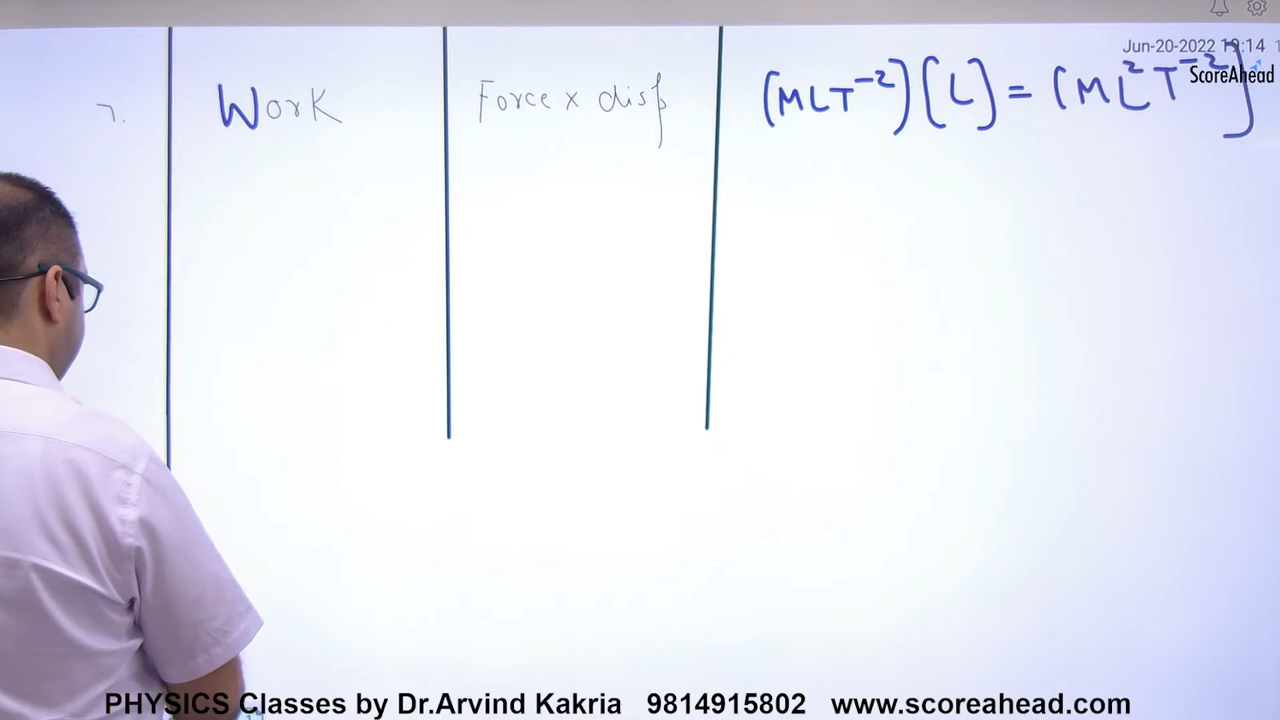 Jun-20-2022 19:14
ScoreAhead
7. Work Force x disp (MLT⁻²) [L] = [ML²T⁻²]
PHYSICS Classes by Dr.Arvind Kakria 9814915802 www.scoreahead.com